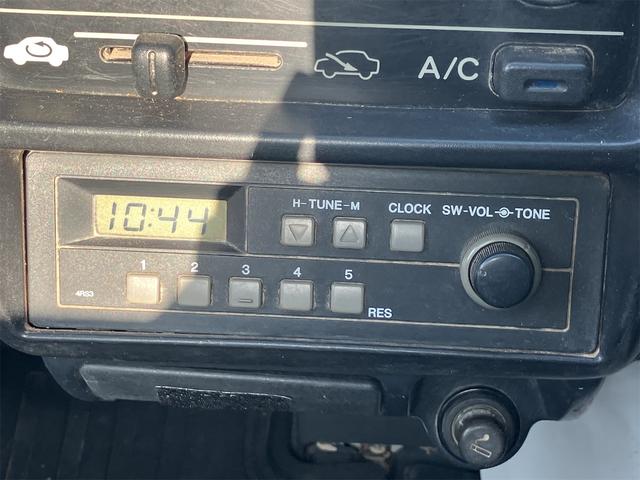 A/C
10:44
H-TUNE-M
CLOCK
SW-VOL TONE
1 2 3 4 5
4RS3
RES